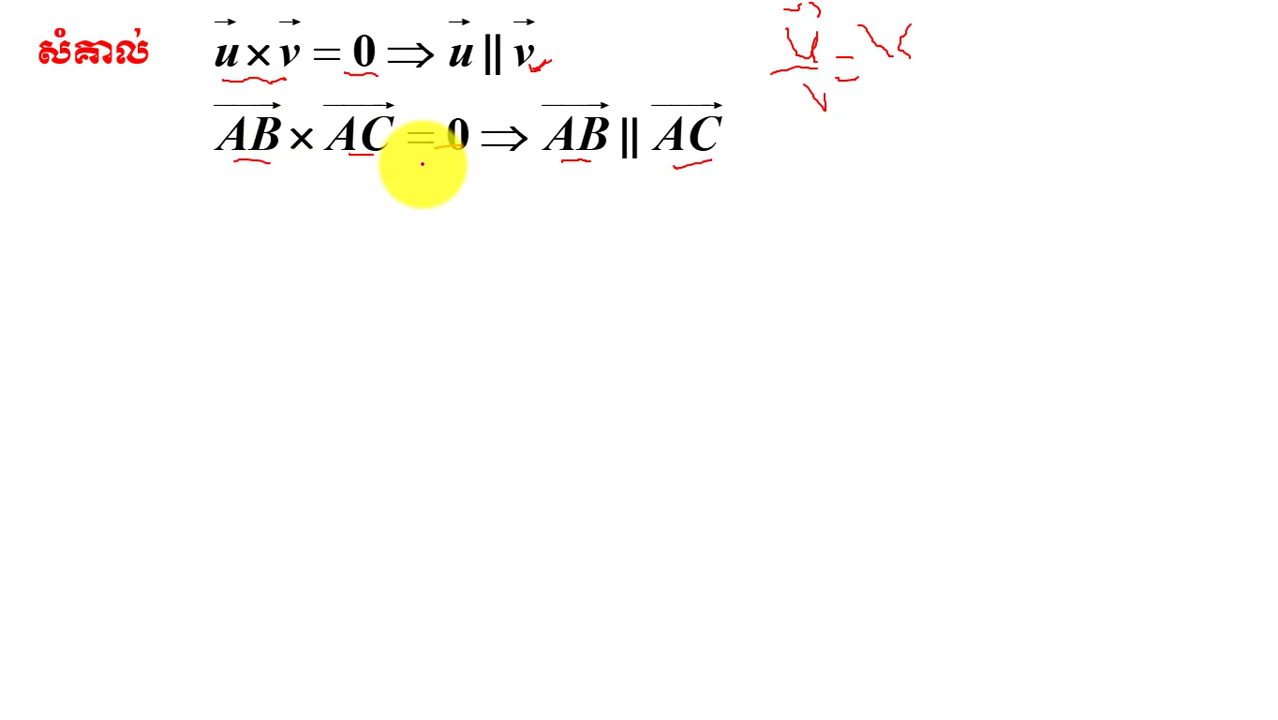 សំគាល់ u⃗ × v⃗ = 0 ⇒ u⃗ ∥ v⃗
AB⃗ × AC⃗ = 0 ⇒ AB⃗ ∥ AC⃗